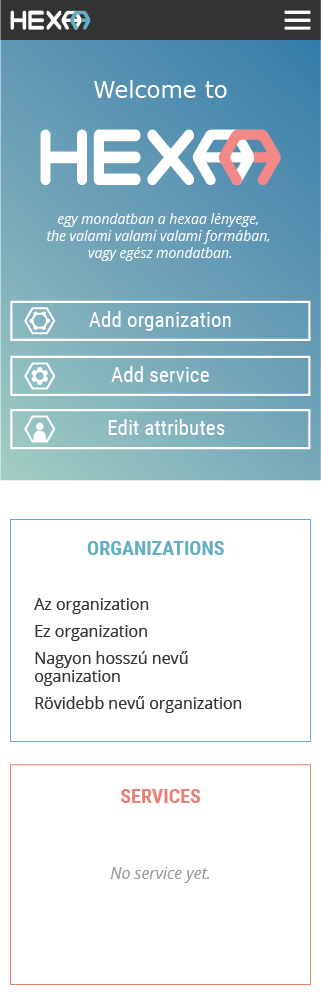 HEXAA
Welcome to
HEXAA
egy mondatban a hexaa lényege,
the valami valami valami formában,
vagy egész mondatban.
Add organization
Add service
Edit attributes
ORGANIZATIONS
Az organization
Ez organization
Nagyon hosszú nevű
oganization
Rövidebb nevű organization
SERVICES
No service yet.